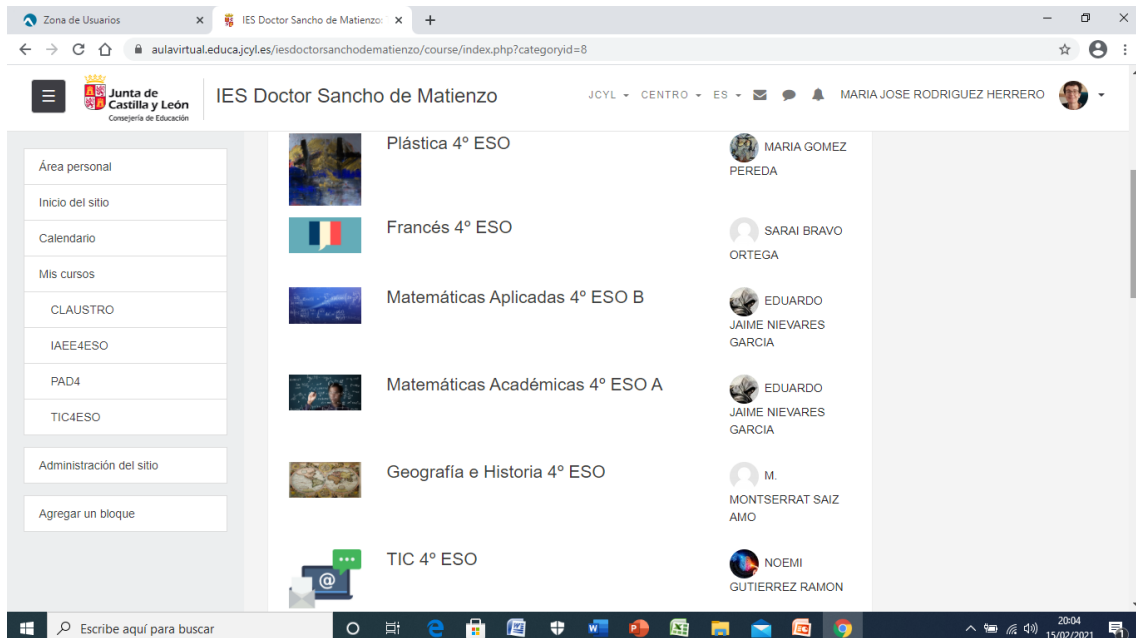 Zona de Usuarios
IES Doctor Sancho de Matienzo:
aulavirtual.educa.jcyl.es/iesdoctorsanchodematienzo/course/index.php?categoryid=8
Junta de
Castilla y León
Consejería de Educación
IES Doctor Sancho de Matienzo
JCYL CENTRO ES
MARIA JOSE RODRIGUEZ HERRERO
Área personal
Inicio del sitio
Calendario
Mis cursos
CLAUSTRO
IAEE4ESO
PAD4
TIC4ESO
Administración del sitio
Agregar un bloque
Plástica 4º ESO
MARIA GOMEZ
PEREDA
Francés 4º ESO
SARAI BRAVO
ORTEGA
Matemáticas Aplicadas 4º ESO B
EDUARDO
JAIME NIEVARES
GARCIA
Matemáticas Académicas 4º ESO A
EDUARDO
JAIME NIEVARES
GARCIA
Geografía e Historia 4º ESO
M.
MONTSERRAT SAIZ
AMO
TIC 4º ESO
@
NOEMI
GUTIERREZ RAMON
Escribe aquí para buscar
20:04
15/02/2021